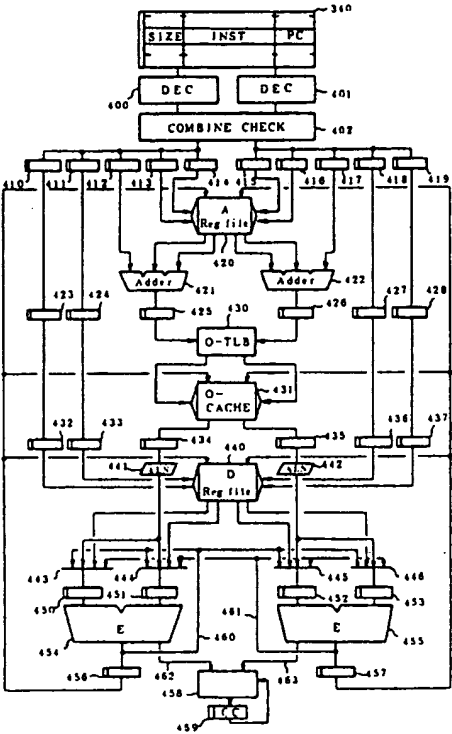 340
SIZE INST PC
DEC DEC
400 401
COMBINE CHECK 402
410 411 412 413 414 415 416 417 418 419
A
Reg file
420
Adder Adder
421 422
423 424 425 426 427 428
430
O-TLB
O-
CACHE 431
432 433 434 435 436 437
440
441 ALN ALN 442
D
Reg file
443 444 445 446
450 451 452 453
461
E E
454 460 455
456 462 463 457
458
459 CC